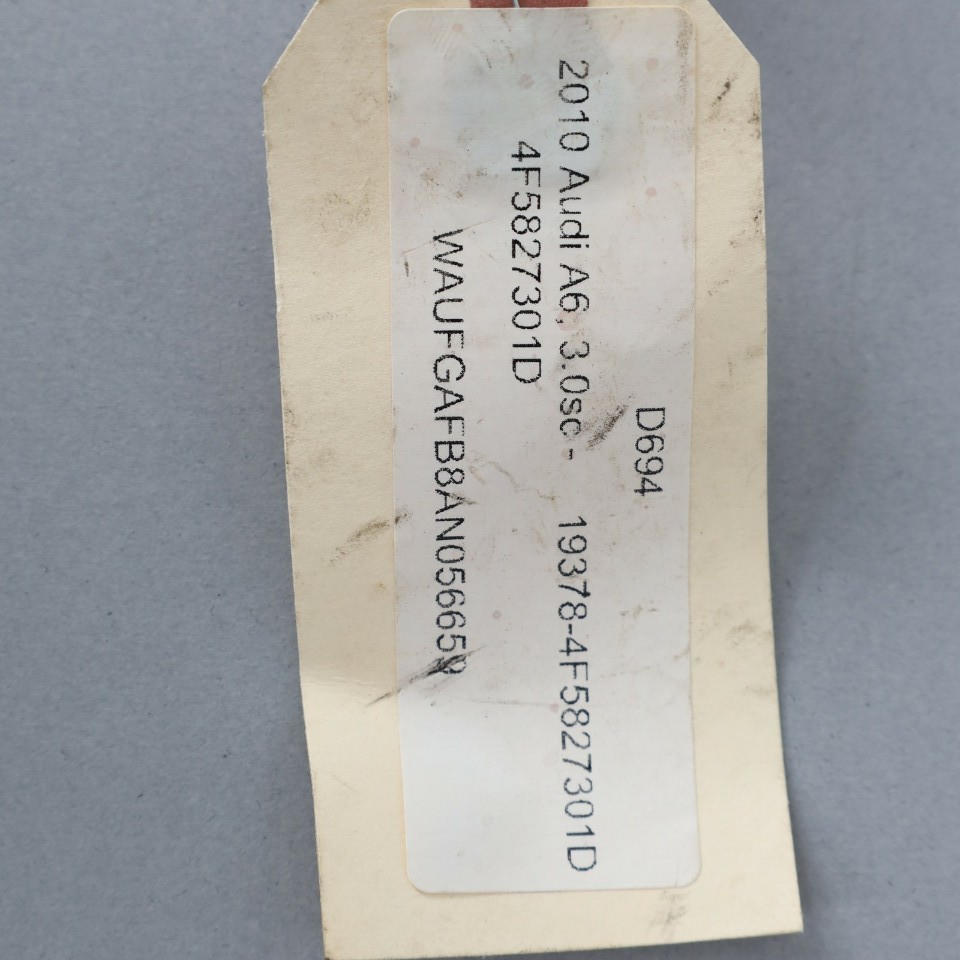 D694
2010 Audi A6, 3.0sc - 19378-4F5827301D
4F5827301D
WAUFGAFB8AN056659